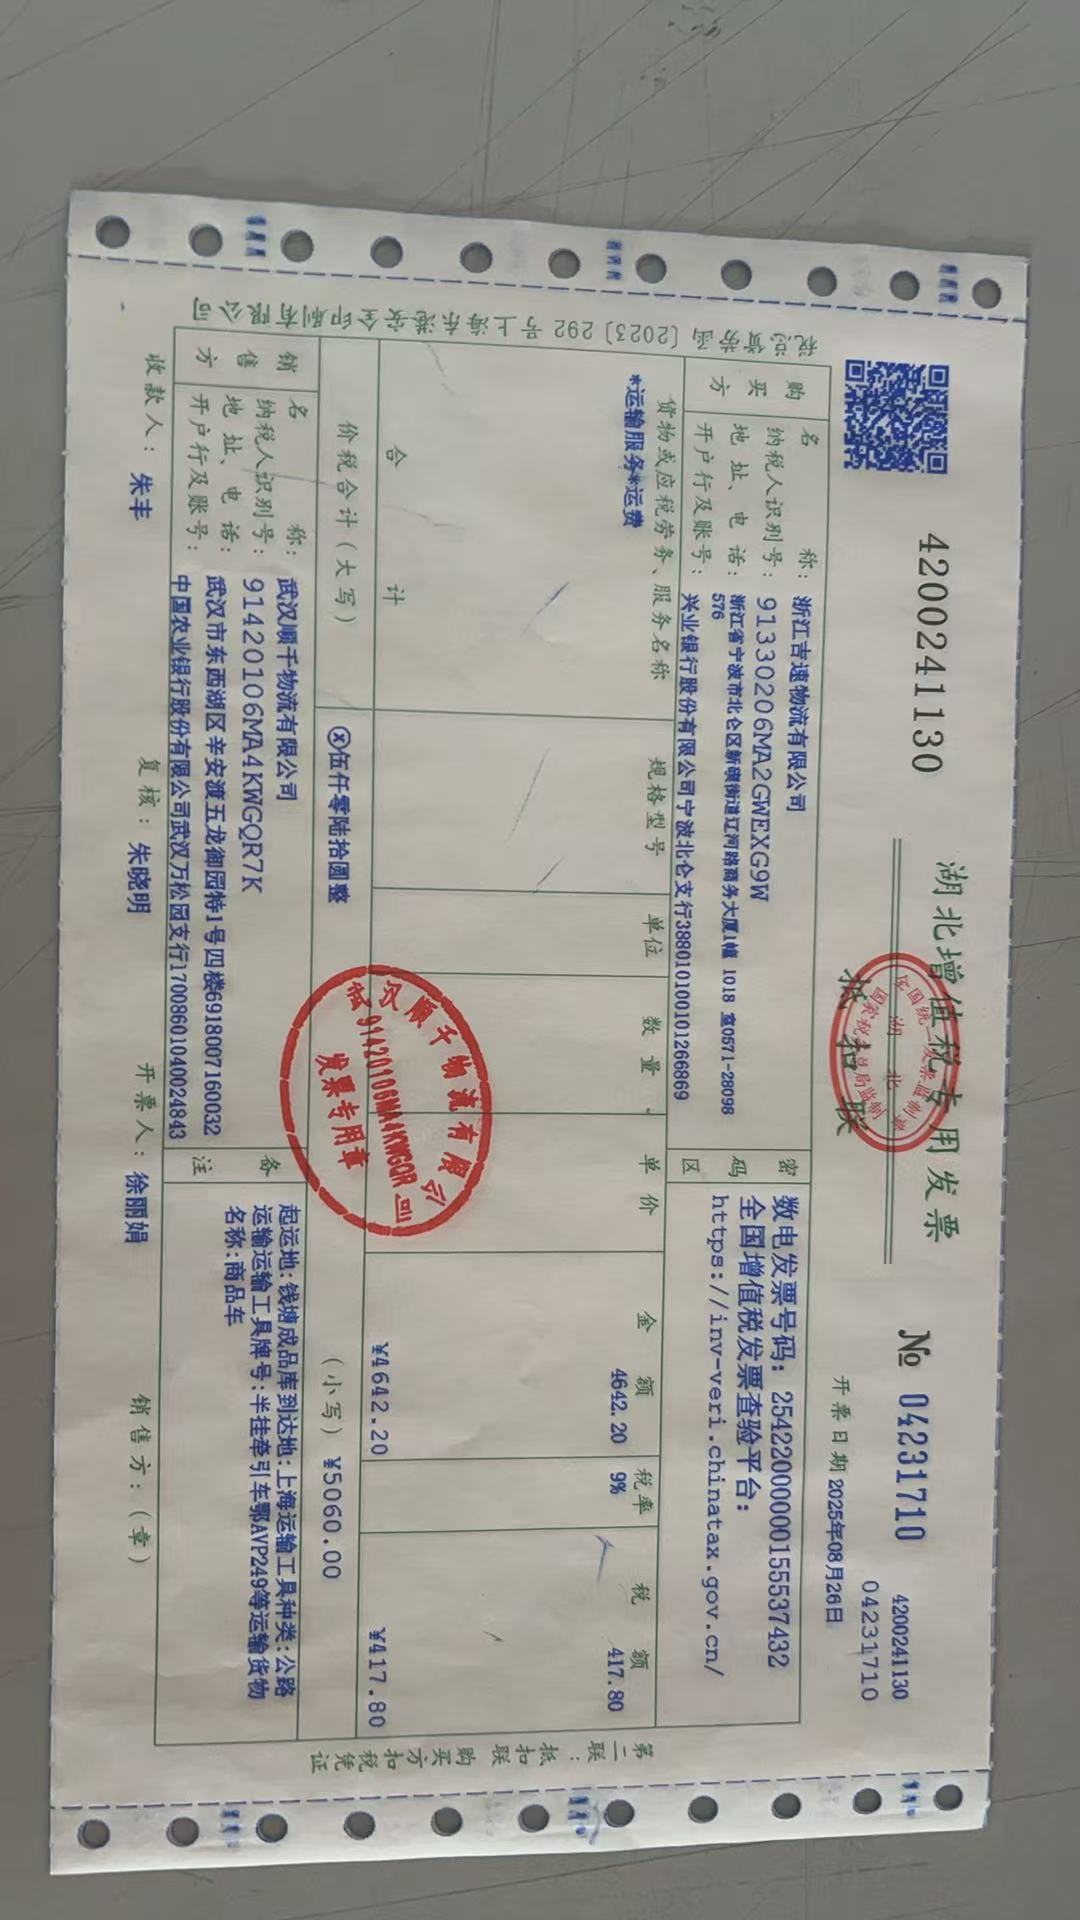 4200241130
湖北增值税专用发票
抵扣联
№ 04231710
4200241130
04231710
开票日期 2025年08月26日
税总货劳函〔2023〕292号上海东港安全印刷有限公司
购买方
名 称：浙江吉速物流有限公司
纳税人识别号：91330206MA2GWEXG9W
地址、电话：浙江省宁波市北仑区新碶街道辽河路商务大厦1幢 1018 室0571-28098
576
开户行及账号：兴业银行股份有限公司宁波北仑支行388010100101266869
密码区
数电发票号码：25422000000155537432
全国增值税发票查验平台：
https://inv-veri.chinatax.gov.cn/
货物或应税劳务、服务名称 规格型号 单位 数量 单价 金额 税率 税额
*运输服务*运费 4642.20 9% 417.80
合计 ¥4642.20 ¥417.80
价税合计（大写） ⊗伍仟零陆拾圆整 （小写）¥5060.00
销售方
名 称：武汉顺千物流有限公司
纳税人识别号：91420106MA4KWGQR7K
地址、电话：武汉市东西湖区辛安渡五龙御园特1号四楼6918007160032
开户行及账号：中国农业银行股份有限公司武汉万松园支行17008601040024843
备注
起运地:钱塘成品库到达地:上海运输工具种类:公路
运输运输工具牌号:半挂牵引车鄂AVP249等运输货物
名称:商品车
武汉顺千物流有限公司
91420106MA4KWGQR
发票专用章
收款人：朱丰 复核：朱晓明 开票人：徐丽娟 销售方：（章）
第二联：抵扣联 购买方扣税凭证